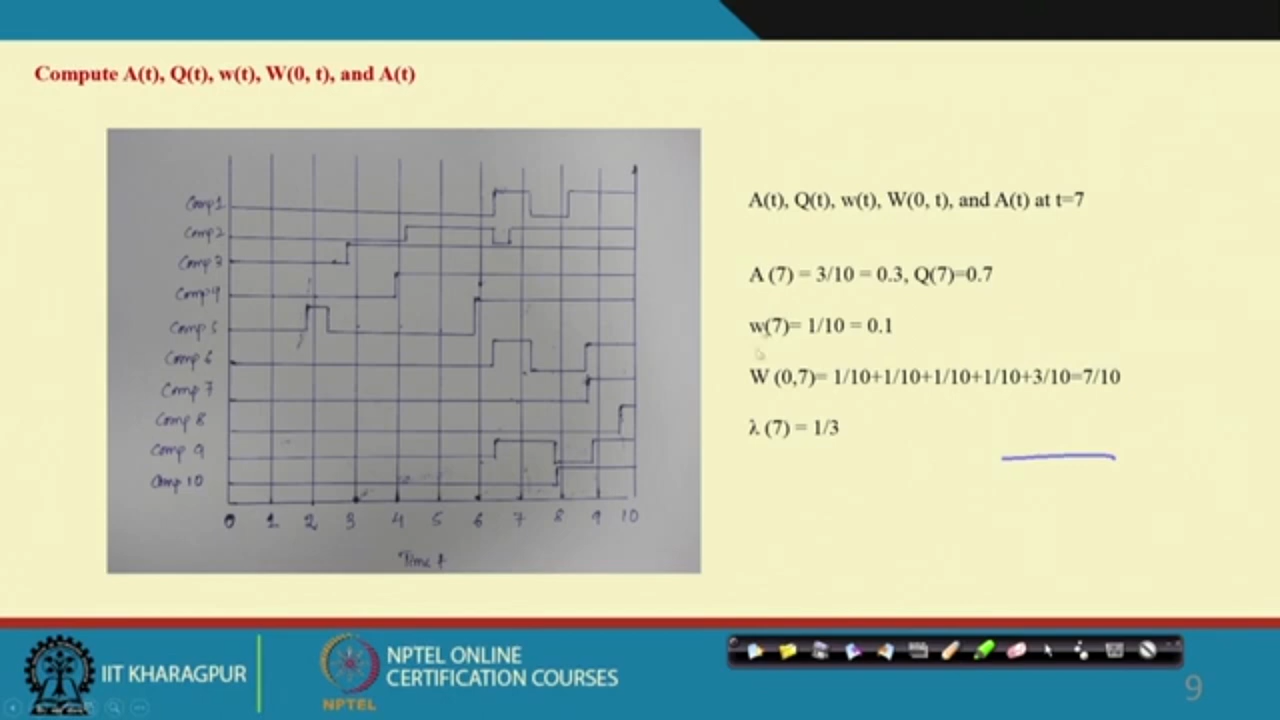 Compute A(t), Q(t), w(t), W(0, t), and A(t)
Comp 1
Comp 2
Comp 3
Comp 4
Comp 5
Comp 6
Comp 7
Comp 8
Comp 9
Comp 10
0 1 2 3 4 5 6 7 8 9 10
Time t
A(t), Q(t), w(t), W(0, t), and A(t) at t=7
A (7) = 3/10 = 0.3, Q(7)=0.7
w(7)= 1/10 = 0.1
W (0,7)= 1/10+1/10+1/10+1/10+3/10=7/10
λ (7) = 1/3
IIT KHARAGPUR
NPTEL
NPTEL ONLINE
CERTIFICATION COURSES
9